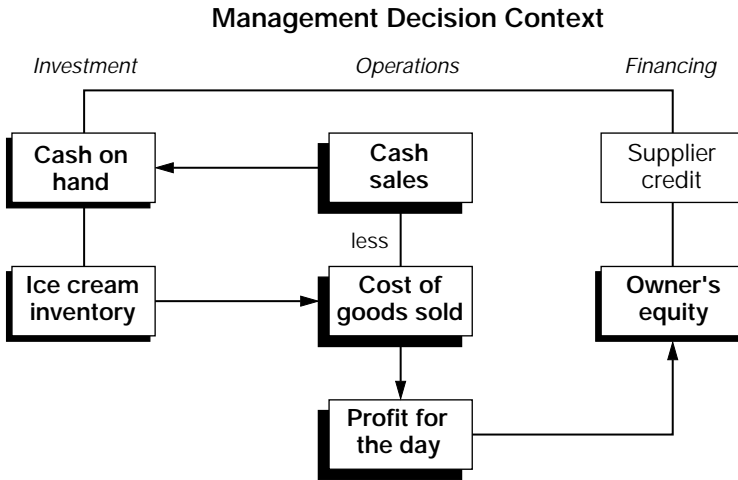 Management Decision Context
Investment
Operations
Financing
Cash on
hand
Cash
sales
Supplier
credit
less
Ice cream
inventory
Cost of
goods sold
Owner's
equity
Profit for
the day